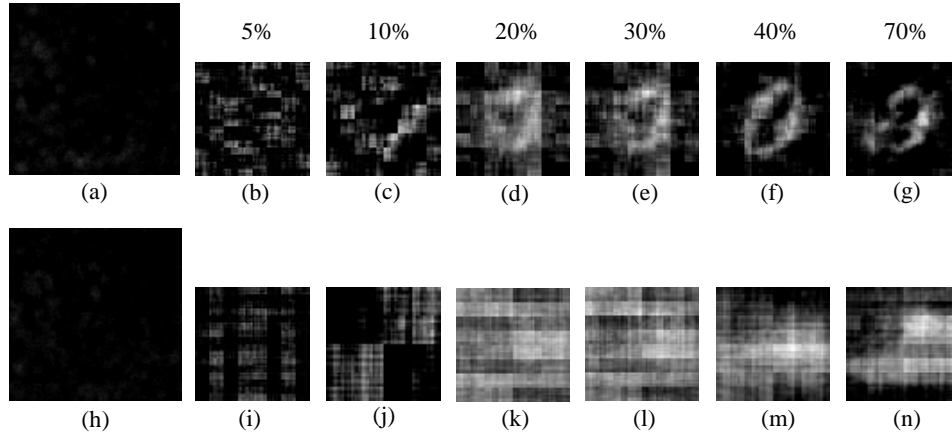 5% 10% 20% 30% 40% 70%
(a) (b) (c) (d) (e) (f) (g)
(h) (i) (j) (k) (l) (m) (n)